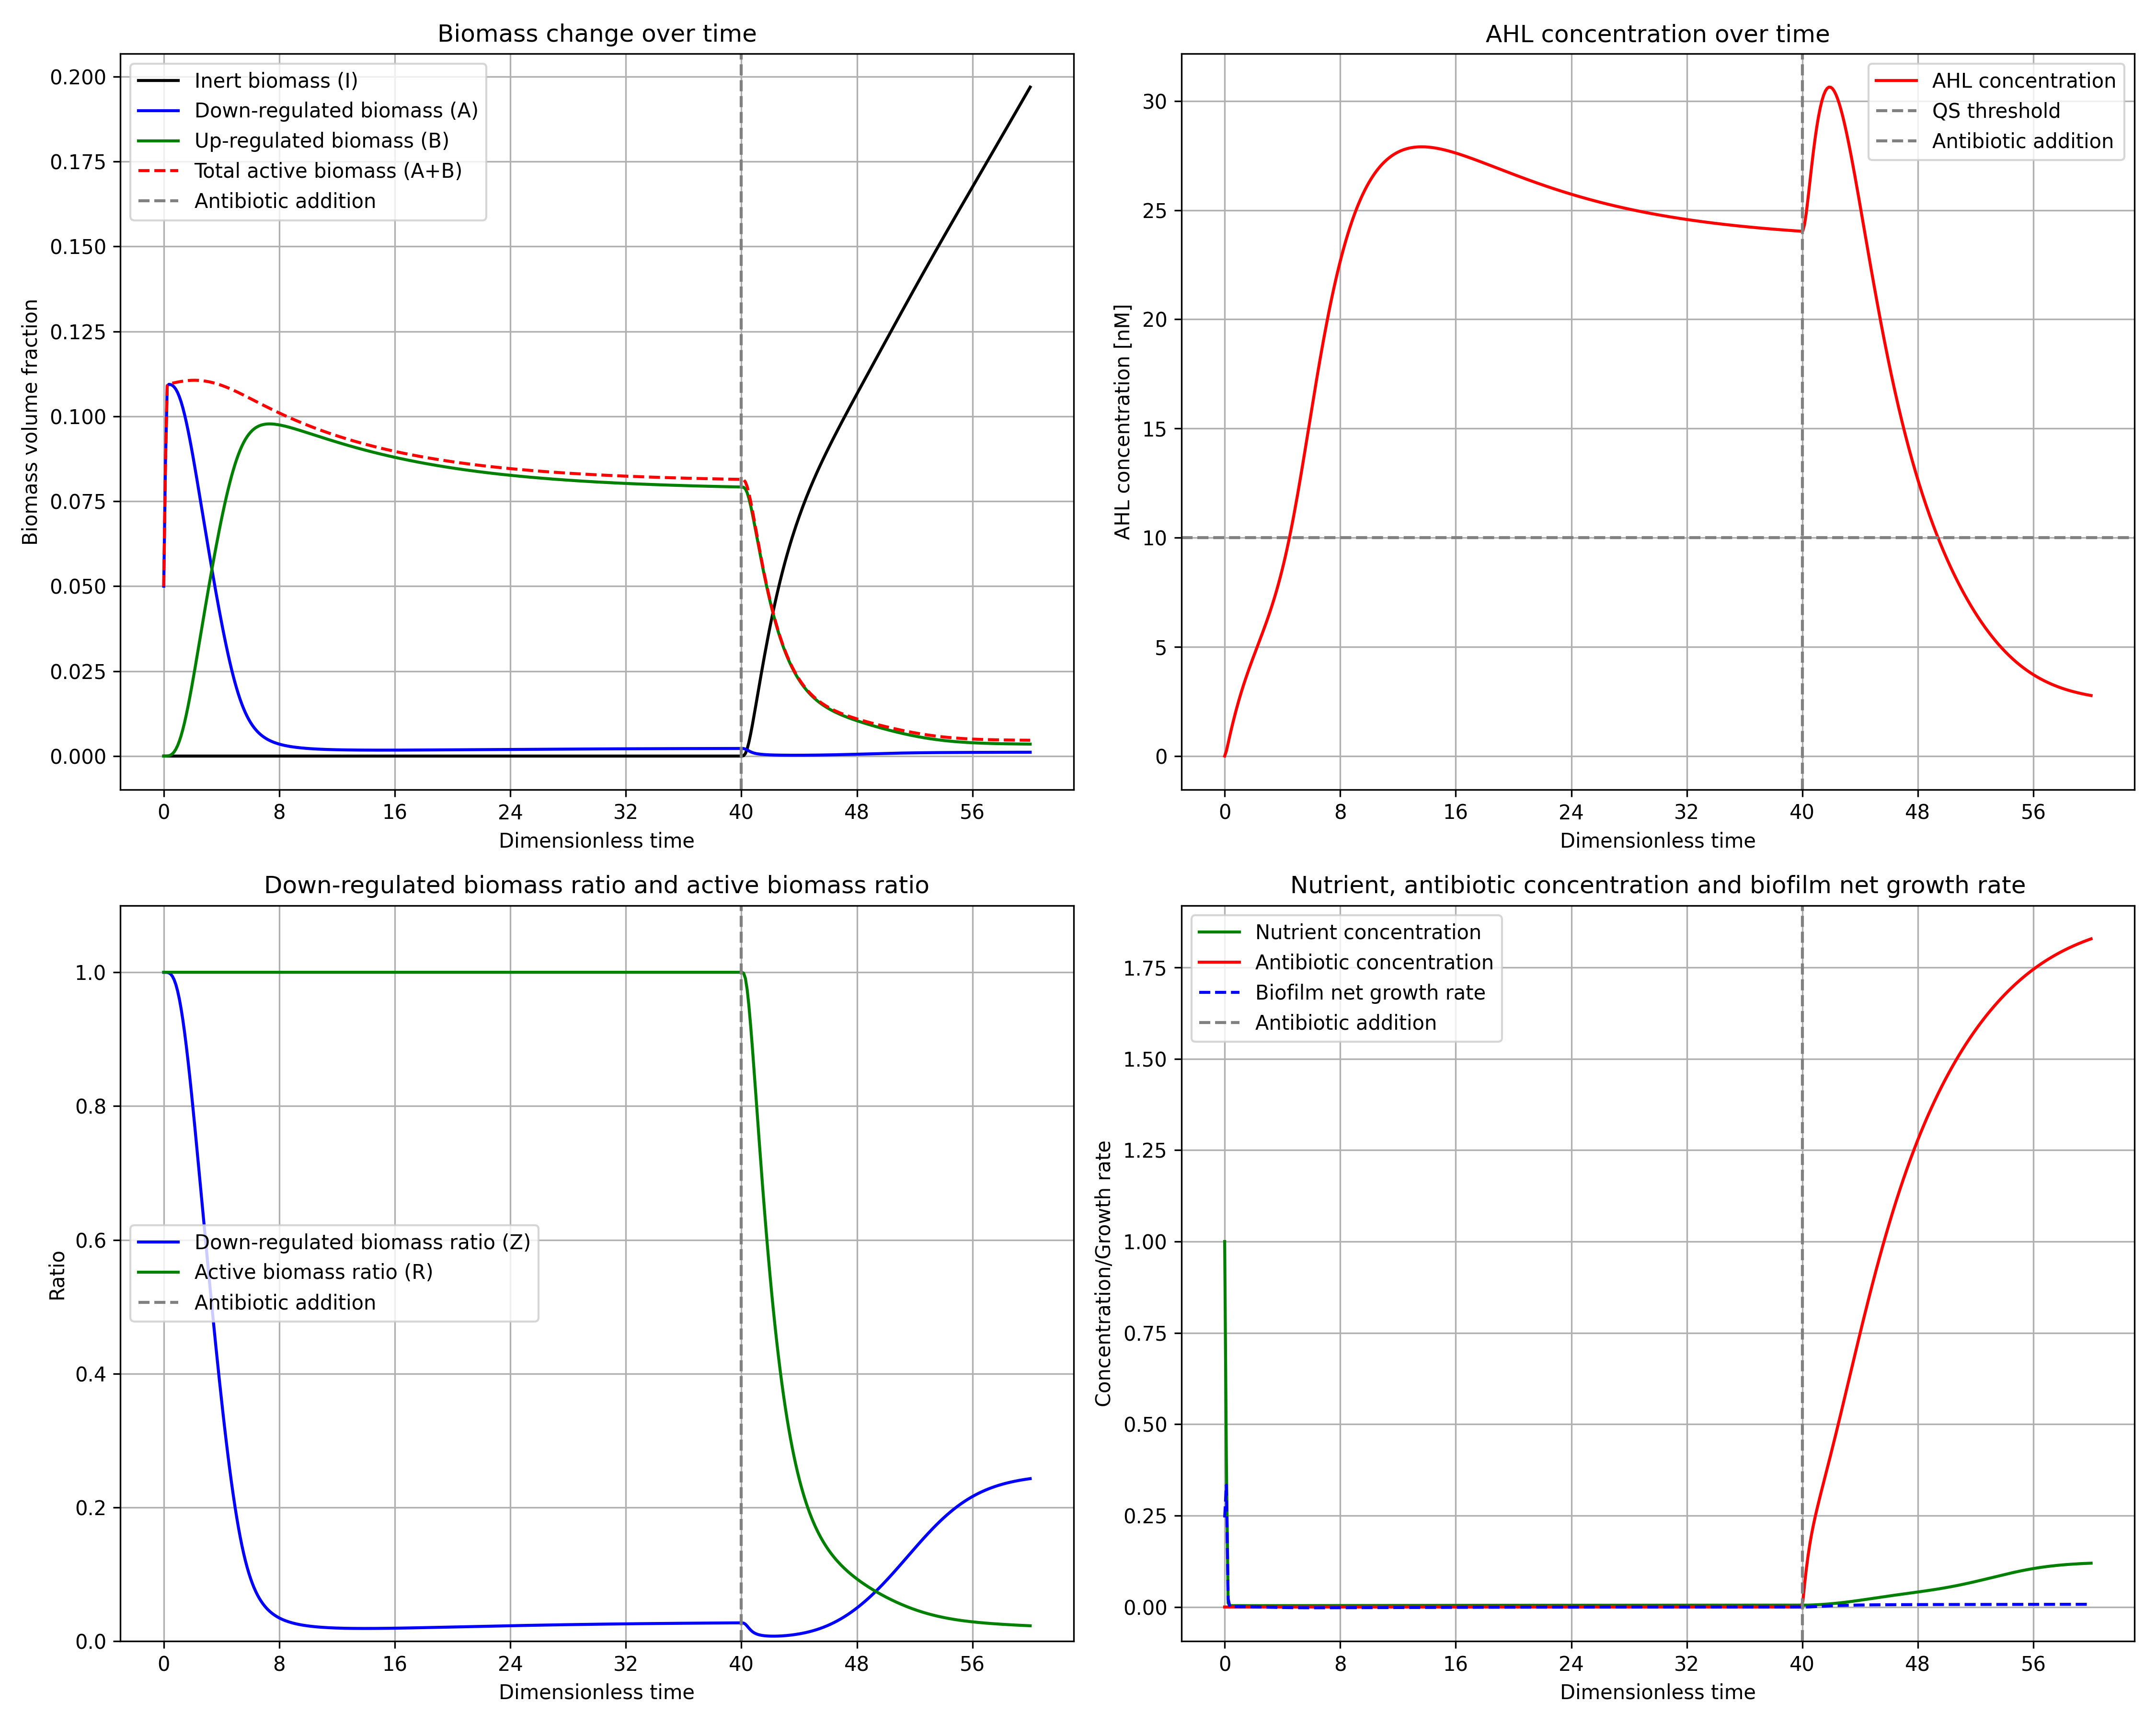 Biomass change over time
Biomass volume fraction
0.200
0.175
0.150
0.125
0.100
0.075
0.050
0.025
0.000
Inert biomass (I)
Down-regulated biomass (A)
Up-regulated biomass (B)
Total active biomass (A+B)
Antibiotic addition
0 8 16 24 32 40 48 56
Dimensionless time
AHL concentration over time
AHL concentration [nM]
30
25
20
15
10
5
0
AHL concentration
QS threshold
Antibiotic addition
0 8 16 24 32 40 48 56
Dimensionless time
Down-regulated biomass ratio and active biomass ratio
Ratio
1.0
0.8
0.6
0.4
0.2
0.0
Down-regulated biomass ratio (Z)
Active biomass ratio (R)
Antibiotic addition
0 8 16 24 32 40 48 56
Dimensionless time
Nutrient, antibiotic concentration and biofilm net growth rate
Concentration/Growth rate
1.75
1.50
1.25
1.00
0.75
0.50
0.25
0.00
Nutrient concentration
Antibiotic concentration
Biofilm net growth rate
Antibiotic addition
0 8 16 24 32 40 48 56
Dimensionless time